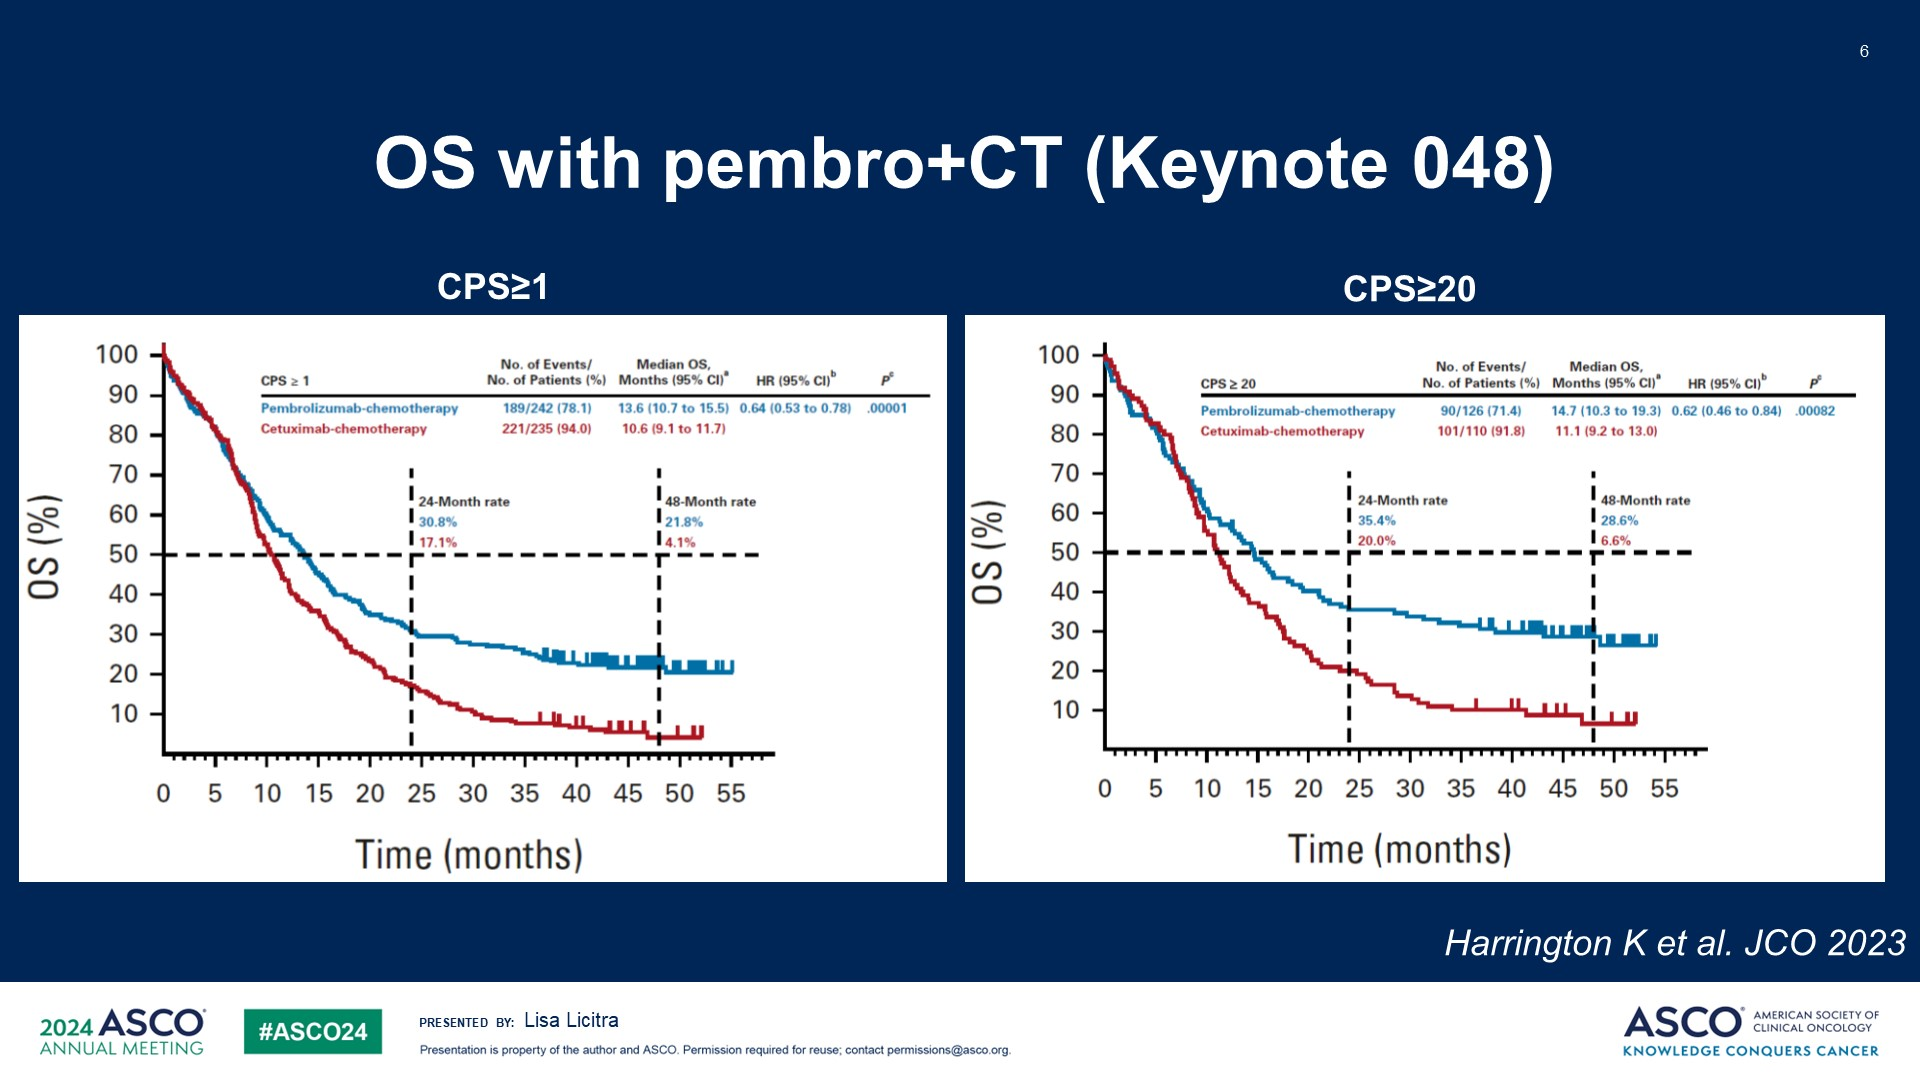 6
OS with pembro+CT (Keynote 048)
CPS≥1
CPS≥20
OS (%)
100
90
80
70
60
50
40
30
20
10
CPS ≥ 1
No. of Events/
No. of Patients (%)
Median OS,
Months (95% CI)a
HR (95% CI)b
Pc
Pembrolizumab-chemotherapy 189/242 (78.1) 13.6 (10.7 to 15.5) 0.64 (0.53 to 0.78) .00001
Cetuximab-chemotherapy 221/235 (94.0) 10.6 (9.1 to 11.7)
24-Month rate
30.8%
17.1%
48-Month rate
21.8%
4.1%
0 5 10 15 20 25 30 35 40 45 50 55
Time (months)
OS (%)
100
90
80
70
60
50
40
30
20
10
CPS ≥ 20
No. of Events/
No. of Patients (%)
Median OS,
Months (95% CI)a
HR (95% CI)b
Pc
Pembrolizumab-chemotherapy 90/126 (71.4) 14.7 (10.3 to 19.3) 0.62 (0.46 to 0.84) .00082
Cetuximab-chemotherapy 101/110 (91.8) 11.1 (9.2 to 13.0)
24-Month rate
35.4%
20.0%
48-Month rate
28.6%
6.6%
0 5 10 15 20 25 30 35 40 45 50 55
Time (months)
Harrington K et al. JCO 2023
2024 ASCO
ANNUAL MEETING
#ASCO24
PRESENTED BY: Lisa Licitra
Presentation is property of the author and ASCO. Permission required for reuse; contact permissions@asco.org.
ASCO AMERICAN SOCIETY OF
CLINICAL ONCOLOGY
KNOWLEDGE CONQUERS CANCER